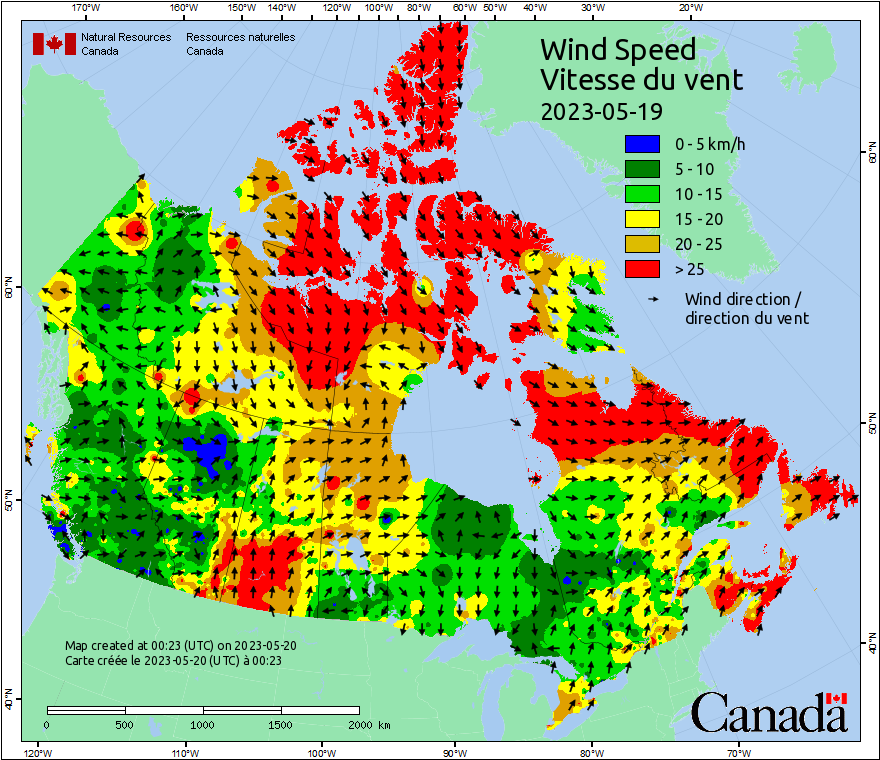 170°W 160°W 150°W 140°W 130°W 120°W 110°W 100°W 80°W 60°W 50°W 40°W 30°W 20°W
Natural Resources Ressources naturelles
Canada Canada
Wind Speed
Vitesse du vent
2023-05-19
0 - 5 km/h
5 - 10
10 - 15
15 - 20
20 - 25
> 25
Wind direction /
direction du vent
60°N
60°N
50°N
50°N
40°N
40°N
Map created at 00:23 (UTC) on 2023-05-20
Carte créée le 2023-05-20 (UTC) à 00:23
0 500 1000 1500 2000 km
Canada
120°W 110°W 100°W 90°W 80°W 70°W